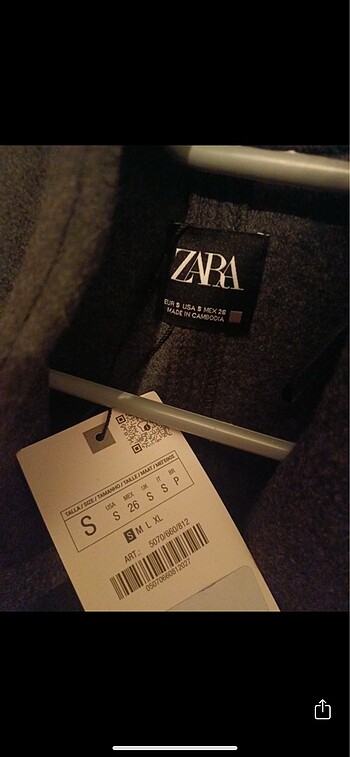 ZARA
EUR S USA S MEX 26
MADE IN CAMBODIA
TALLA/SIZE/TAMANHO/TAILLE/MAAT/ΜΕΓΕΘΟΣ
USA MEX UK IT BR
S S 26 S S P
S M L XL
ART.: 5070/660/812
05070660812027